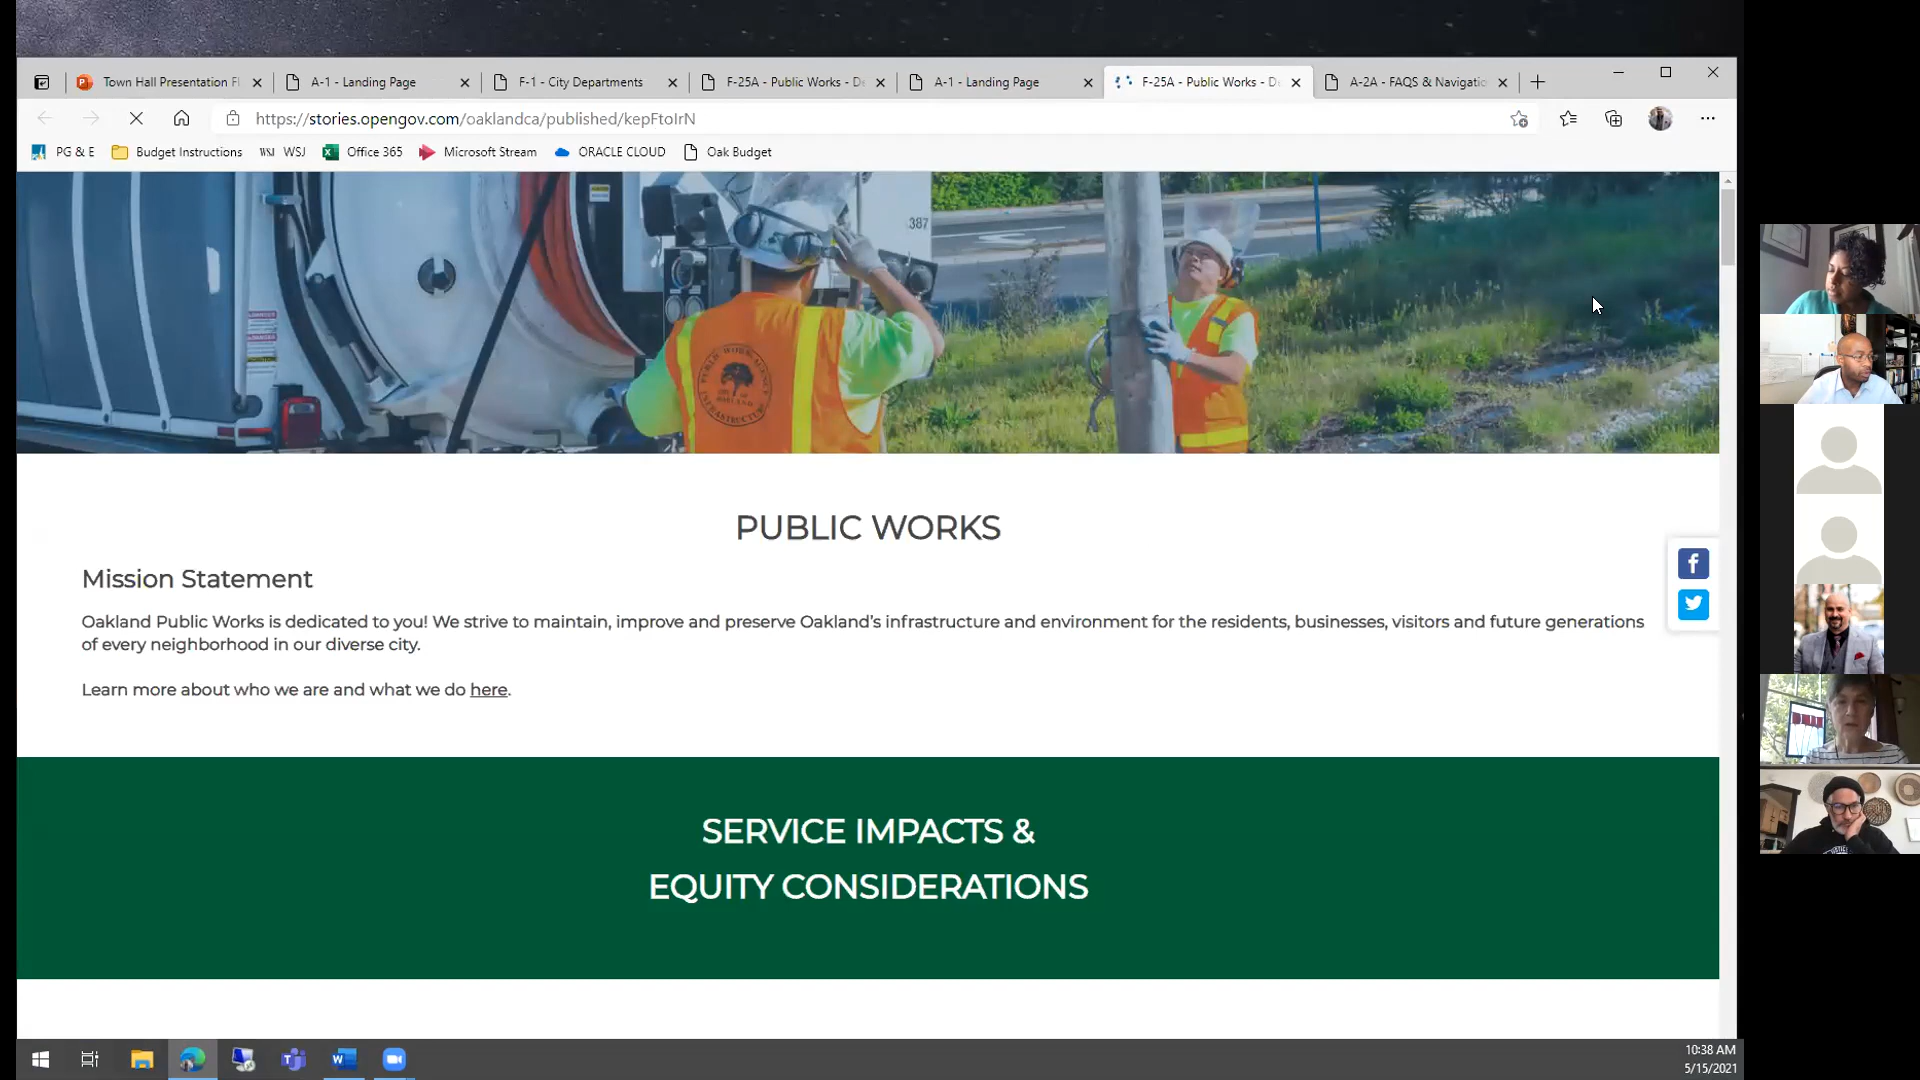 Town Hall Presentation Fl
A-1 - Landing Page
F-1 - City Departments
F-25A - Public Works - De
A-1 - Landing Page
F-25A - Public Works - De
A-2A - FAQS & Navigatio
https://stories.opengov.com/oaklandca/published/kepFtoIrN
PG & E
Budget Instructions
WSJ
WSJ
Office 365
Microsoft Stream
ORACLE CLOUD
Oak Budget
387
PUBLIC WORKS
Mission Statement
Oakland Public Works is dedicated to you! We strive to maintain, improve and preserve Oakland's infrastructure and environment for the residents, businesses, visitors and future generations
of every neighborhood in our diverse city.
Learn more about who we are and what we do here.
SERVICE IMPACTS &
EQUITY CONSIDERATIONS
10:38 AM
5/15/2021